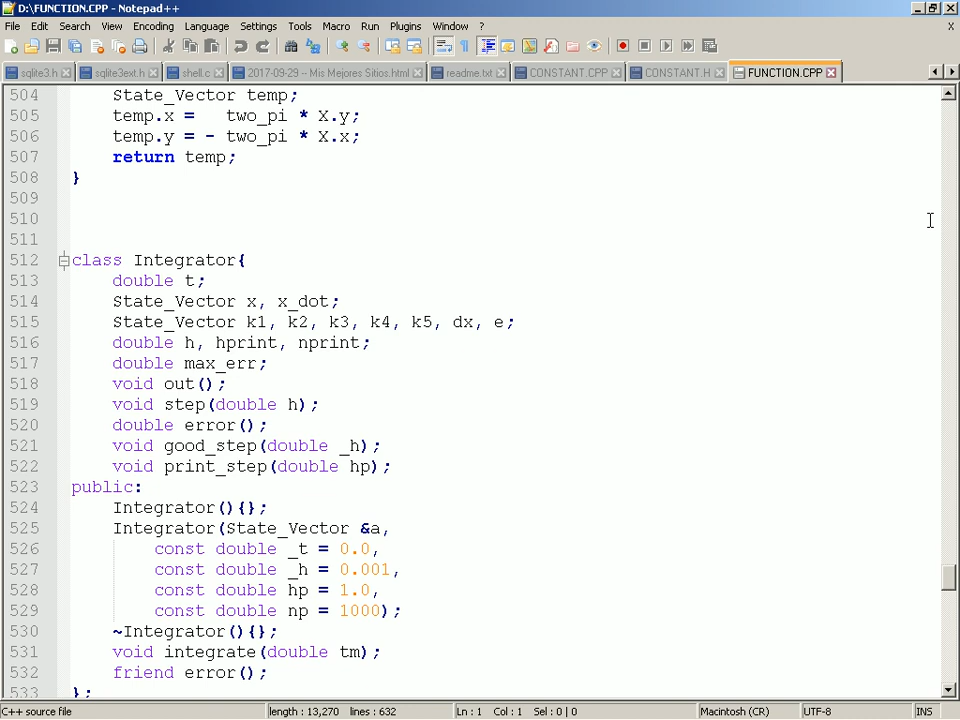 D:\FUNCTION.CPP - Notepad++
File Edit Search View Encoding Language Settings Tools Macro Run Plugins Window ? X
sqlite3.h sqlite3ext.h shell.c 2017-09-29 -- Mis Mejores Sitios.html readme.txt CONSTANT.CPP CONSTANT.H FUNCTION.CPP
504 State_Vector temp;
505 temp.x =   two_pi * X.y;
506 temp.y = - two_pi * X.x;
507 return temp;
508 }
509
510
511
512 class Integrator{
513 double t;
514 State_Vector x, x_dot;
515 State_Vector k1, k2, k3, k4, k5, dx, e;
516 double h, hprint, nprint;
517 double max_err;
518 void out();
519 void step(double h);
520 double error();
521 void good_step(double _h);
522 void print_step(double hp);
523 public:
524 Integrator(){};
525 Integrator(State_Vector &a,
526 const double _t = 0.0,
527 const double _h = 0.001,
528 const double hp = 1.0,
529 const double np = 1000);
530 ~Integrator(){};
531 void integrate(double tm);
532 friend error();
533 };
C++ source file length : 13,270 lines : 632 Ln : 1 Col : 1 Sel : 0 | 0 Macintosh (CR) UTF-8 INS